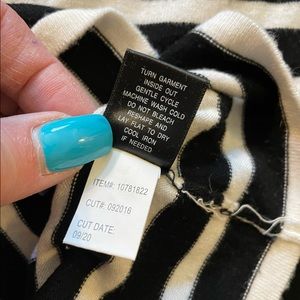 TURN GARMENT
INSIDE OUT
GENTLE CYCLE
MACHINE WASH COLD
DO NOT BLEACH
RESHAPE AND
LAY FLAT TO DRY
COOL IRON
IF NEEDED
ITEM#: 10781822
CUT#: 092016
CUT DATE:
09/20